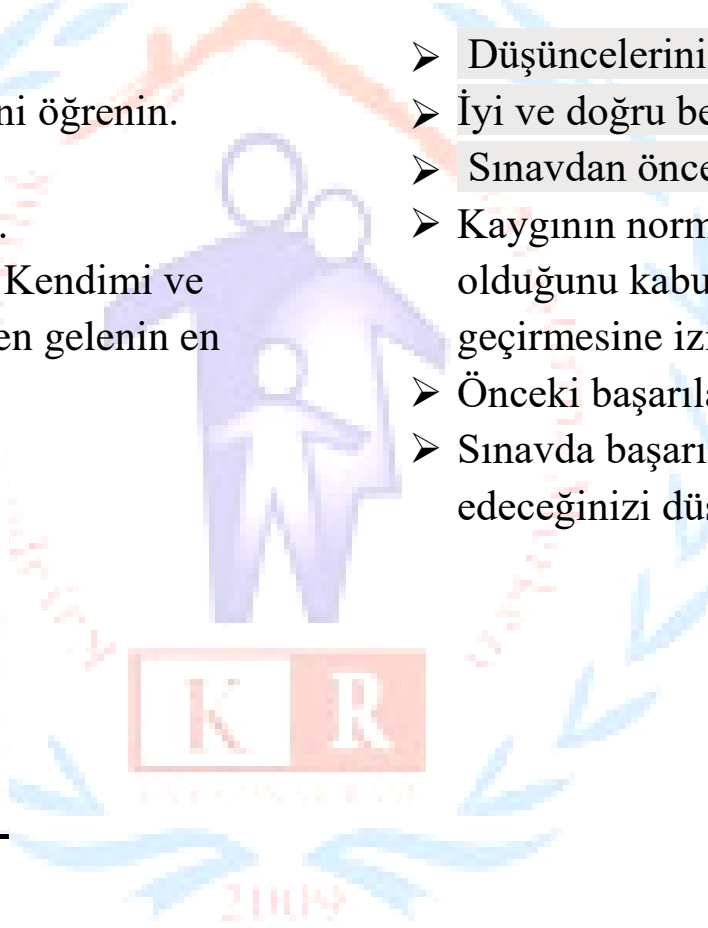 ni öğrenin.
.
Kendimi ve
en gelenin en
➢ Düşüncelerini
➢ İyi ve doğru be
➢ Sınavdan önce
➢ Kaygının norm
olduğunu kabu
geçirmesine izi
➢ Önceki başarıla
➢ Sınavda başarı
edeceğinizi düş
K R
2009